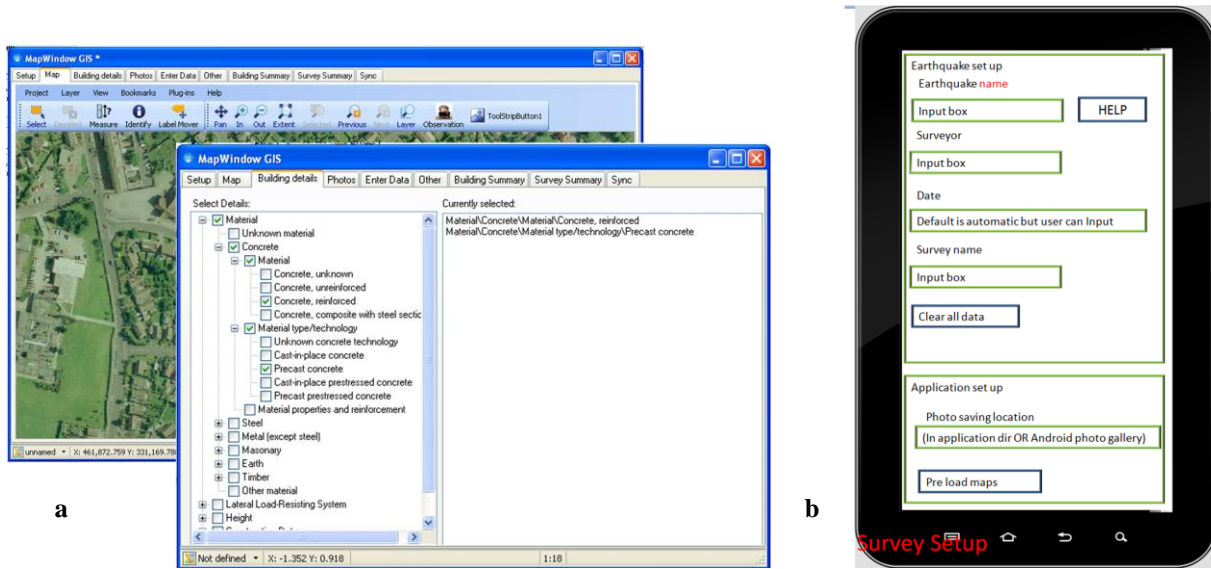 MapWindow GIS *
Setup Map Building details Photos Enter Data Other Building Summary Survey Summary Sync
Project Layer View Bookmarks Plug-ins Help
Select Deselect Measure Identify Label Mover Pan In Out Extent Selected Previous Next Layer Observation ToolStripButton1
unnamed X: 461,872.759 Y: 331,169.788
MapWindow GIS
Setup Map Building details Photos Enter Data Other Building Summary Survey Summary Sync
Select Details:
Material
Unknown material
Concrete
Material
Concrete, unknown
Concrete, unreinforced
Concrete, reinforced
Concrete, composite with steel sectic
Material type/technology
Unknown concrete technology
Cast-in-place concrete
Precast concrete
Cast-in-place prestressed concrete
Precast prestressed concrete
Material properties and reinforcement
Steel
Metal (except steel)
Masonary
Earth
Timber
Other material
Lateral Load-Resisting System
Height
Currently selected:
Material\Concrete\Material\Concrete, reinforced
Material\Concrete\Material type/technology\Precast concrete
Not defined X: -1.352 Y: 0.918 1:18
a
b
Earthquake set up
Earthquake name
Input box HELP
Surveyor
Input box
Date
Default is automatic but user can Input
Survey name
Input box
Clear all data
Application set up
Photo saving location
(In application dir OR Android photo gallery)
Pre load maps
Survey Setup